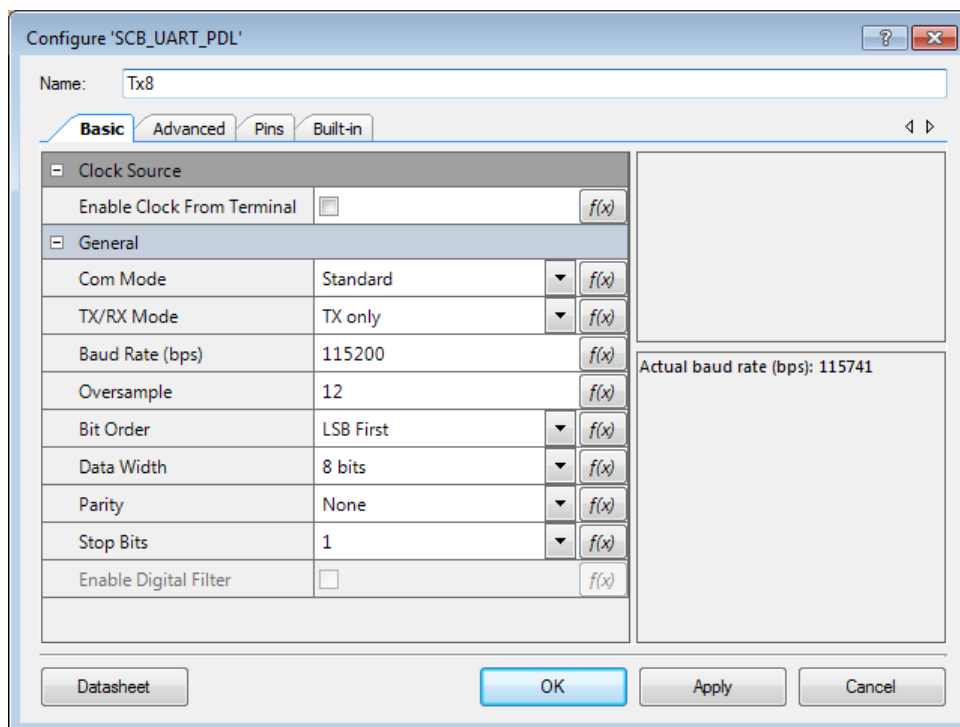 Configure 'SCB_UART_PDL'
Name: Tx8
Basic Advanced Pins Built-in
Clock Source
Enable Clock From Terminal f(x)
General
Com Mode Standard f(x)
TX/RX Mode TX only f(x)
Baud Rate (bps) 115200 f(x)
Actual baud rate (bps): 115741
Oversample 12 f(x)
Bit Order LSB First f(x)
Data Width 8 bits f(x)
Parity None f(x)
Stop Bits 1 f(x)
Enable Digital Filter f(x)
Datasheet OK Apply Cancel